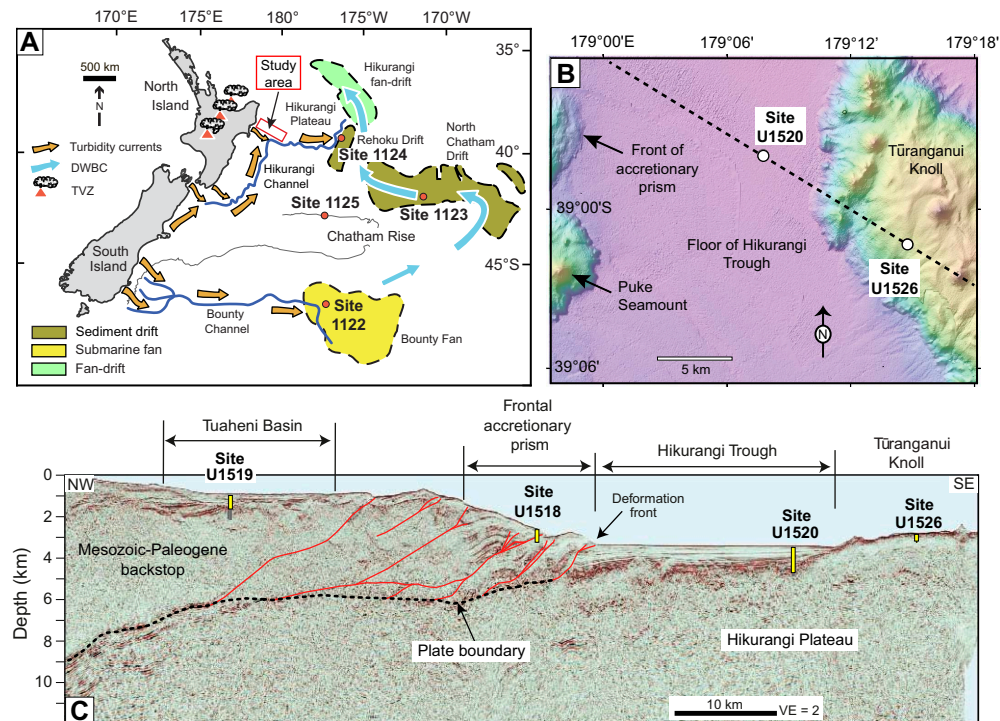 170°E
180°
175°W
170°W
A
500 km
N
North
Island
Study
area
Hikurangi
fan-drift
35°
Hikurangi
Plateau
Rehoku Drift
North
Chatham
Drift
Site 1124
40°
Turbidity currents
DWBC
TVZ
Hikurangi
Channel
Site 1125
Site 1123
Chatham Rise
South
Island
45°S
Bounty
Channel
Site
1122
Bounty Fan
Sediment drift
Submarine fan
Fan-drift
179°00'E
179°06'
179°12'
179°18'
B
Site
U1520
Tūranganui
Knoll
Front of
accretionary
prism
39°00'S
Floor of Hikurangi
Trough
Site
U1526
Puke
Seamount
N
39°06'
5 km
Tuaheni Basin
Frontal
accretionary
prism
Hikurangi Trough
Tūranganui
Knoll
0
NW
Site
U1519
Site
U1518
Deformation
front
Site
U1520
Site
U1526
SE
2
4
6
8
10
Depth (km)
Mesozoic-Paleogene
backstop
Plate boundary
Hikurangi Plateau
C
10 km
VE = 2